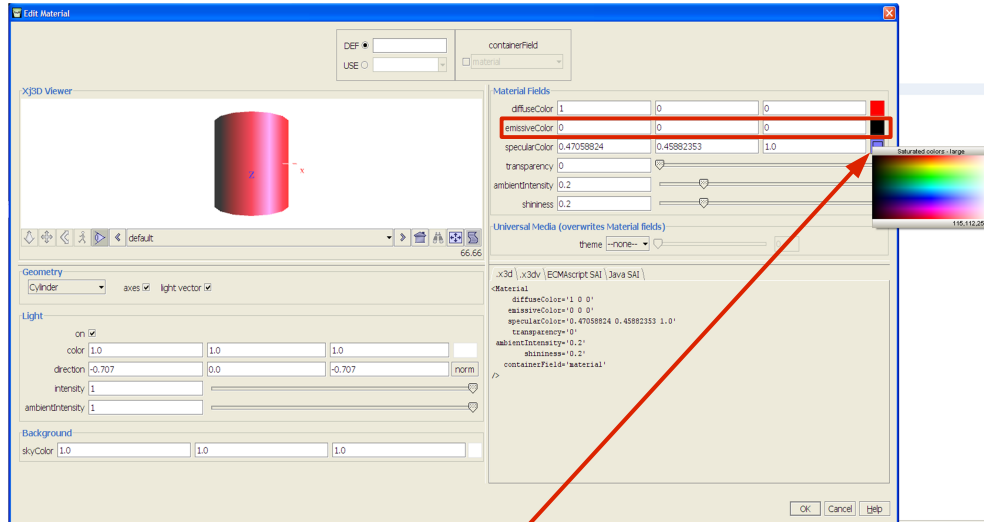 Edit Material
DEF
containerField
USE
material
Xj3D Viewer
Material Fields
diffuseColor 1 0 0
emissiveColor 0 0 0
specularColor 0.47058824 0.45882353 1.0
Saturated colors - large
transparency 0
ambientIntensity 0.2
shininess 0.2
115,112,25
x
Z
default
66.66
Universal Media (overwrites Material fields)
theme --none--
Geometry
Cylinder axes light vector
Light
on
color 1.0 1.0 1.0
direction -0.707 0.0 -0.707 norm
intensity 1
ambientIntensity 1
Background
skyColor 1.0 1.0 1.0
.x3d .x3dv ECMAscript SAI Java SAI
<Material
diffuseColor='1 0 0'
emissiveColor='0 0 0'
specularColor='0.47058824 0.45882353 1.0'
transparency='0'
ambientIntensity='0.2'
shininess='0.2'
containerField='material'
/>
OK Cancel Help